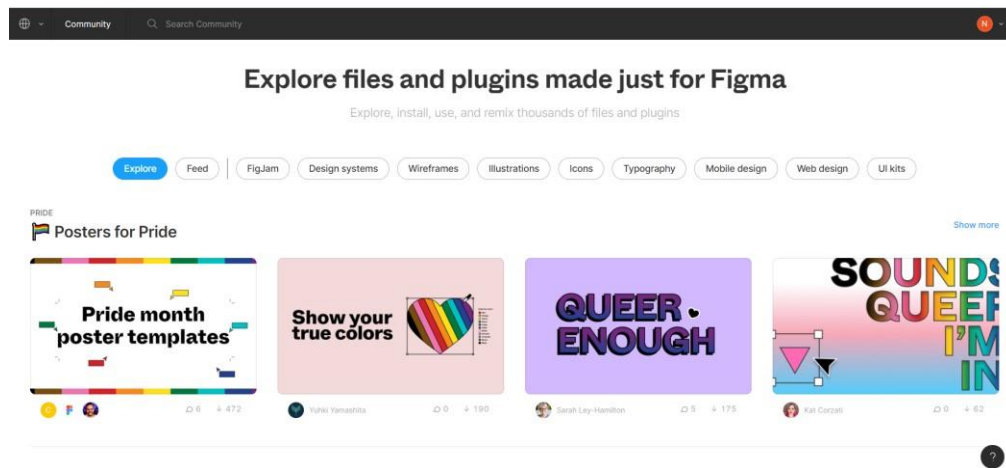 Community
Search Community
N
Explore files and plugins made just for Figma
Explore, install, use, and remix thousands of files and plugins
Explore
Feed
FigJam
Design systems
Wireframes
Illustrations
Icons
Typography
Mobile design
Web design
UI kits
PRIDE
Posters for Pride
Show more
Pride month
poster templates
Show your
true colors
QUEER
ENOUGH
SOUNDS
QUEER
I'M
IN
C
6
472
Yuhki Yamashita
0
190
Sarah Ley-Hamilton
5
175
Kat Corzati
0
62
?